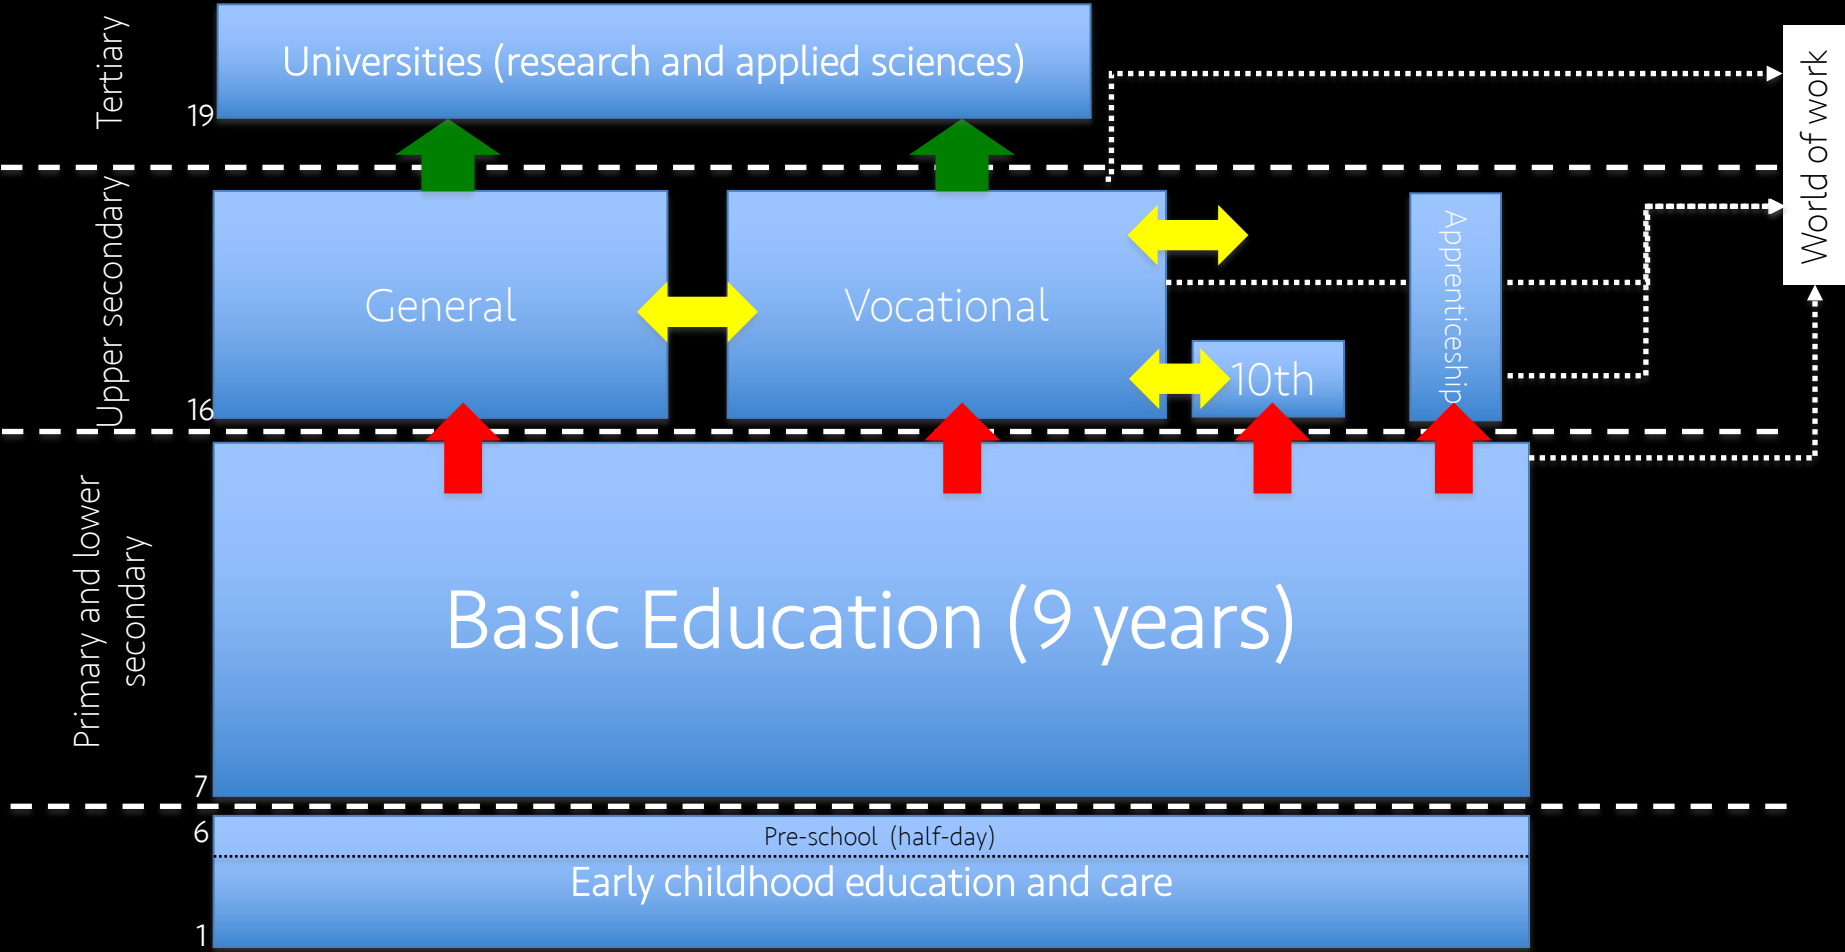 Tertiary
Universities (research and applied sciences)
19
World of work
Upper secondary
General
Vocational
10th
Apprenticeship
16
Primary and lower
secondary
Basic Education (9 years)
7
6
Pre-school (half-day)
Early childhood education and care
1